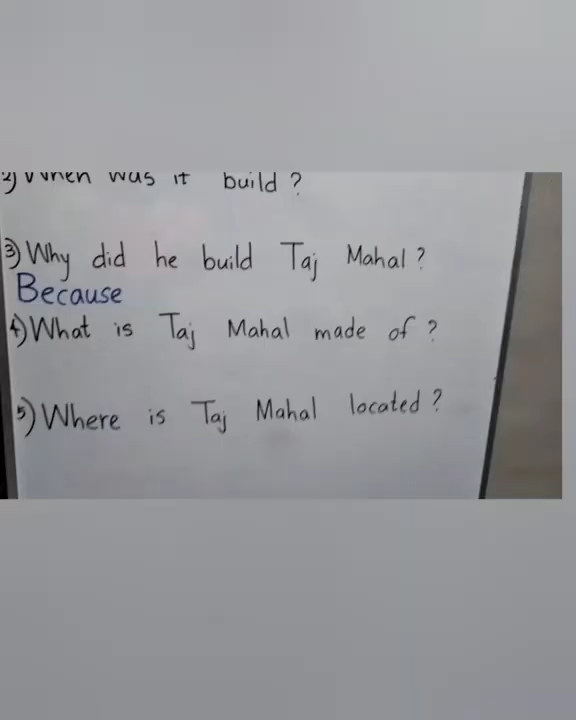 2) When was it build ?
3) Why did he build Taj Mahal ?
Because
4) What is Taj Mahal made of ?
5) Where is Taj Mahal located ?